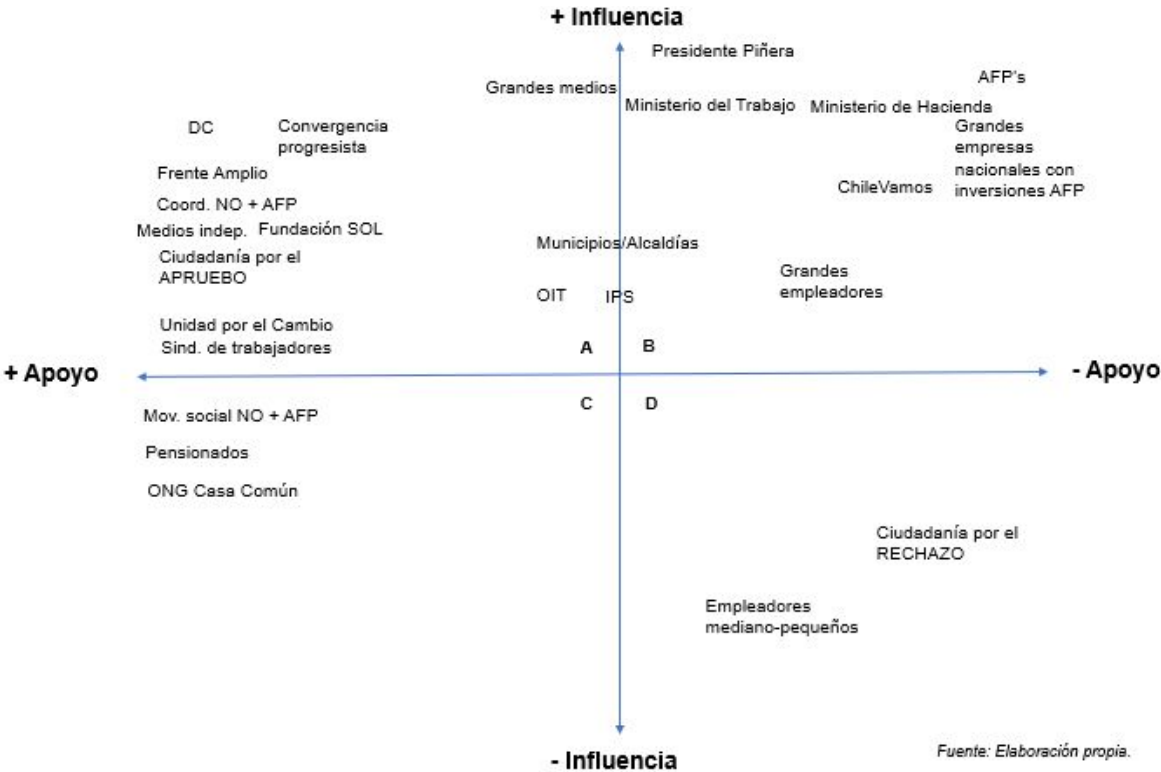 + Influencia
Presidente Piñera
AFP's
Grandes medios
Ministerio del Trabajo
Ministerio de Hacienda
DC
Convergencia
progresista
Grandes
empresas
nacionales con
inversiones AFP
Frente Amplio
ChileVamos
Coord. NO + AFP
Medios indep.
Fundación SOL
Municipios/Alcaldías
Ciudadanía por el
APRUEBO
Grandes
empleadores
OIT
IPS
Unidad por el Cambio
Sind. de trabajadores
A
B
+ Apoyo
- Apoyo
C
D
Mov. social NO + AFP
Pensionados
ONG Casa Común
Ciudadanía por el
RECHAZO
Empleadores
mediano-pequeños
- Influencia
Fuente: Elaboración propia.